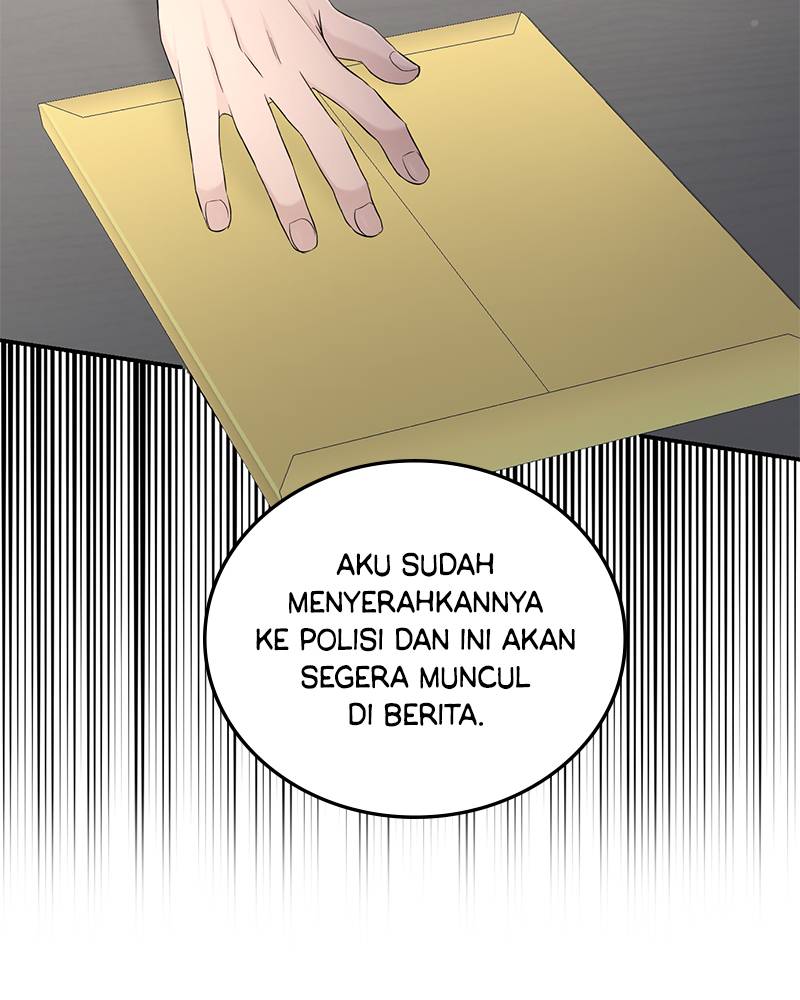 AKU SUDAH
MENYERAHKANNYA
KE POLISI DAN INI AKAN
SEGERA MUNCUL
DI BERITA.